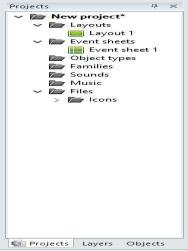 Projects
New project*
Layouts
Layout 1
Event sheets
Event sheet 1
Object types
Families
Sounds
Music
Files
Icons
Projects Layers Objects